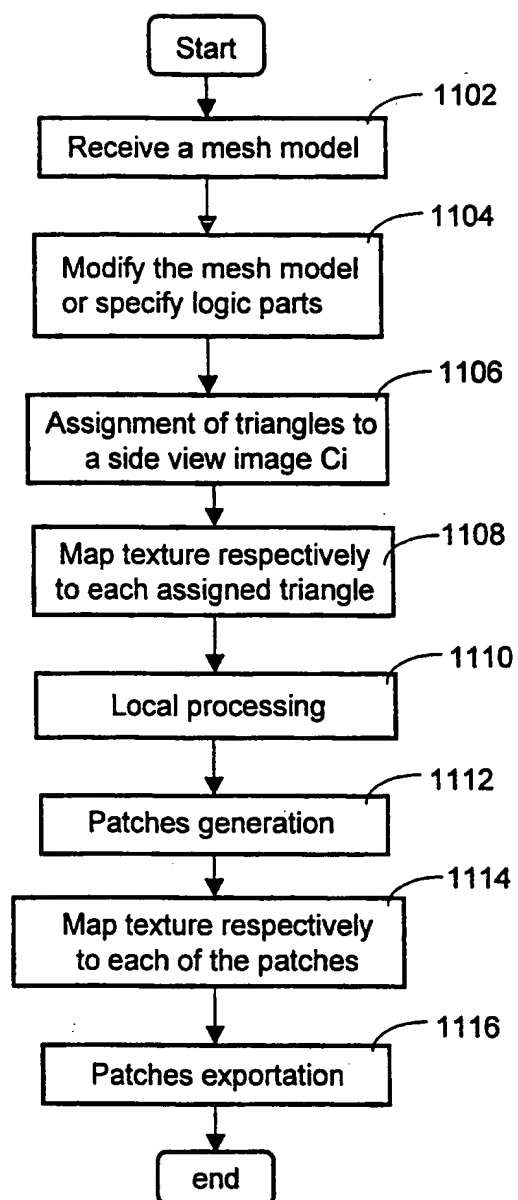 Start
1102
Receive a mesh model
1104
Modify the mesh model
or specify logic parts
1106
Assignment of triangles to
a side view image Ci
1108
Map texture respectively
to each assigned triangle
1110
Local processing
1112
Patches generation
1114
Map texture respectively
to each of the patches
1116
Patches exportation
end